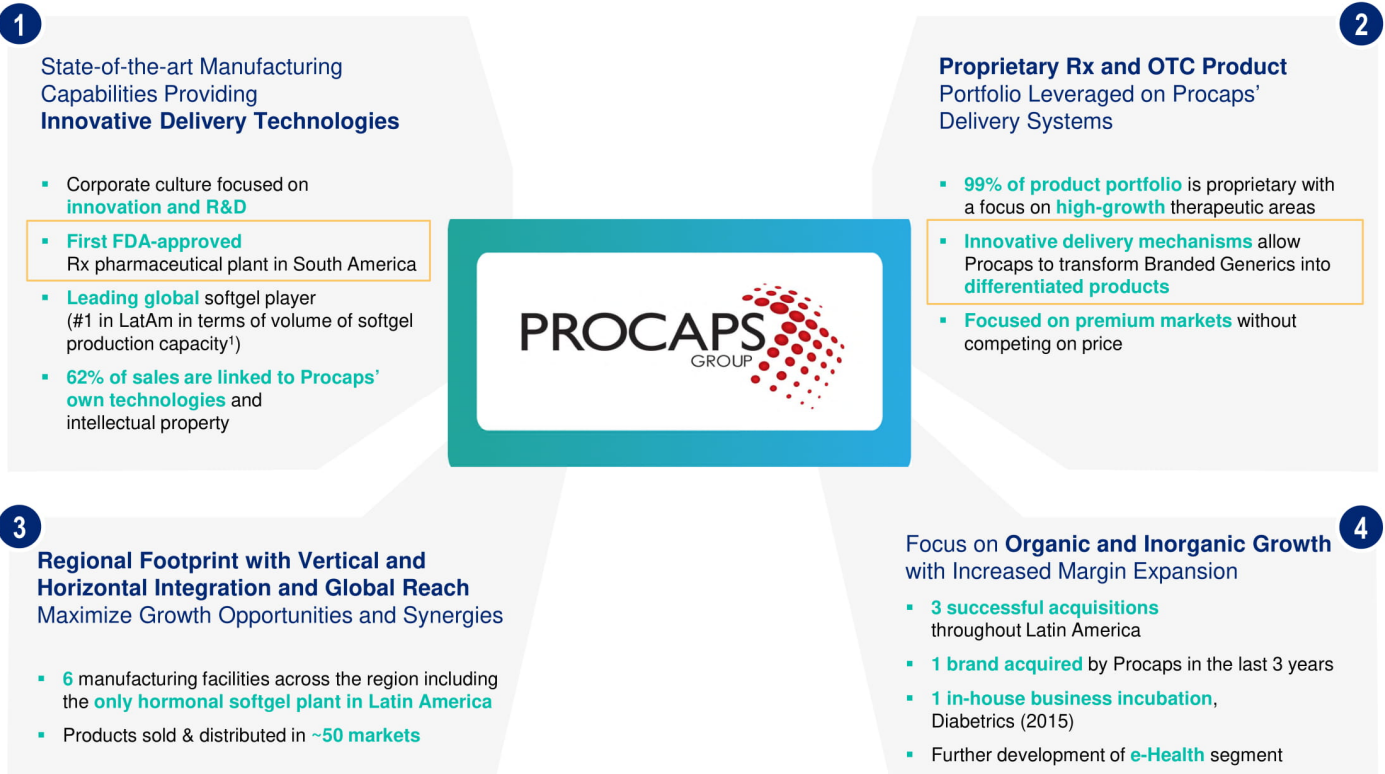 1
State-of-the-art Manufacturing
Capabilities Providing
Innovative Delivery Technologies
▪ Corporate culture focused on
innovation and R&D
▪ First FDA-approved
Rx pharmaceutical plant in South America
▪ Leading global softgel player
(#1 in LatAm in terms of volume of softgel
production capacity¹)
▪ 62% of sales are linked to Procaps’
own technologies and
intellectual property
2
Proprietary Rx and OTC Product
Portfolio Leveraged on Procaps’
Delivery Systems
▪ 99% of product portfolio is proprietary with
a focus on high-growth therapeutic areas
▪ Innovative delivery mechanisms allow
Procaps to transform Branded Generics into
differentiated products
▪ Focused on premium markets without
competing on price
PROCAPS
GROUP
3
Regional Footprint with Vertical and
Horizontal Integration and Global Reach
Maximize Growth Opportunities and Synergies
▪ 6 manufacturing facilities across the region including
the only hormonal softgel plant in Latin America
▪ Products sold & distributed in ~50 markets
4
Focus on Organic and Inorganic Growth
with Increased Margin Expansion
▪ 3 successful acquisitions
throughout Latin America
▪ 1 brand acquired by Procaps in the last 3 years
▪ 1 in-house business incubation,
Diabetrics (2015)
▪ Further development of e-Health segment